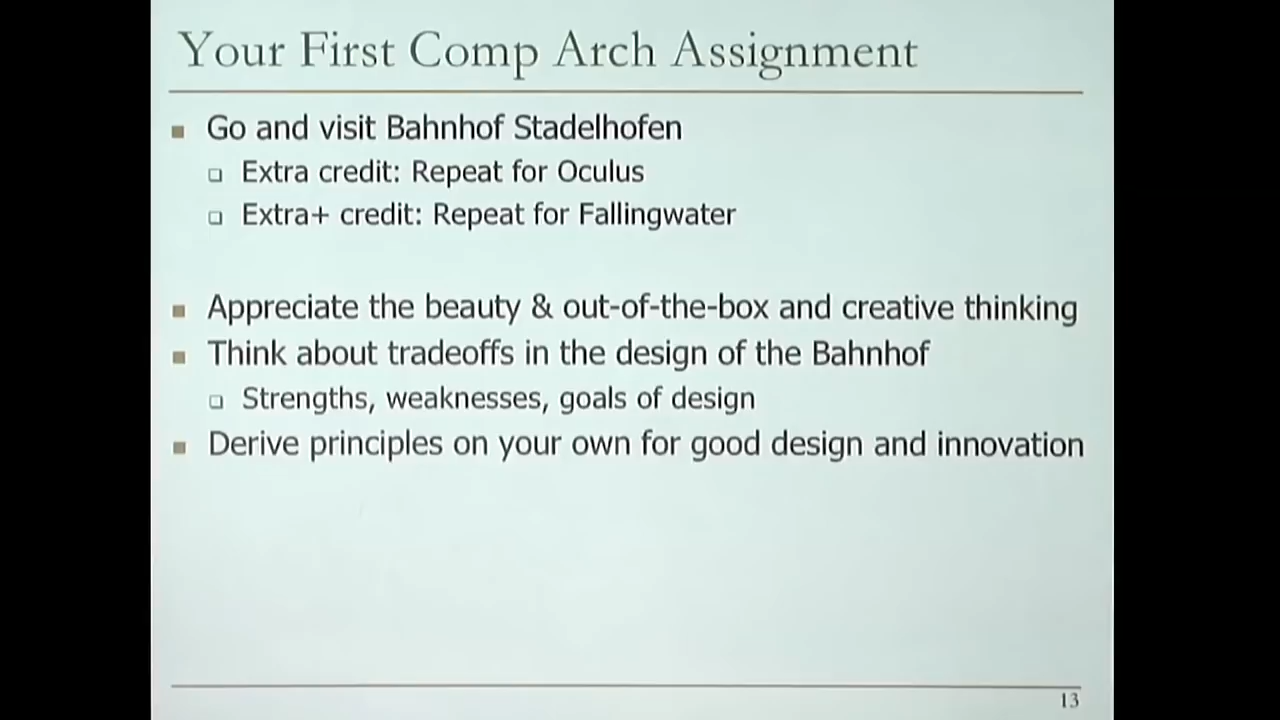 Your First Comp Arch Assignment
Go and visit Bahnhof Stadelhofen
Extra credit: Repeat for Oculus
Extra+ credit: Repeat for Fallingwater
Appreciate the beauty & out-of-the-box and creative thinking
Think about tradeoffs in the design of the Bahnhof
Strengths, weaknesses, goals of design
Derive principles on your own for good design and innovation
13